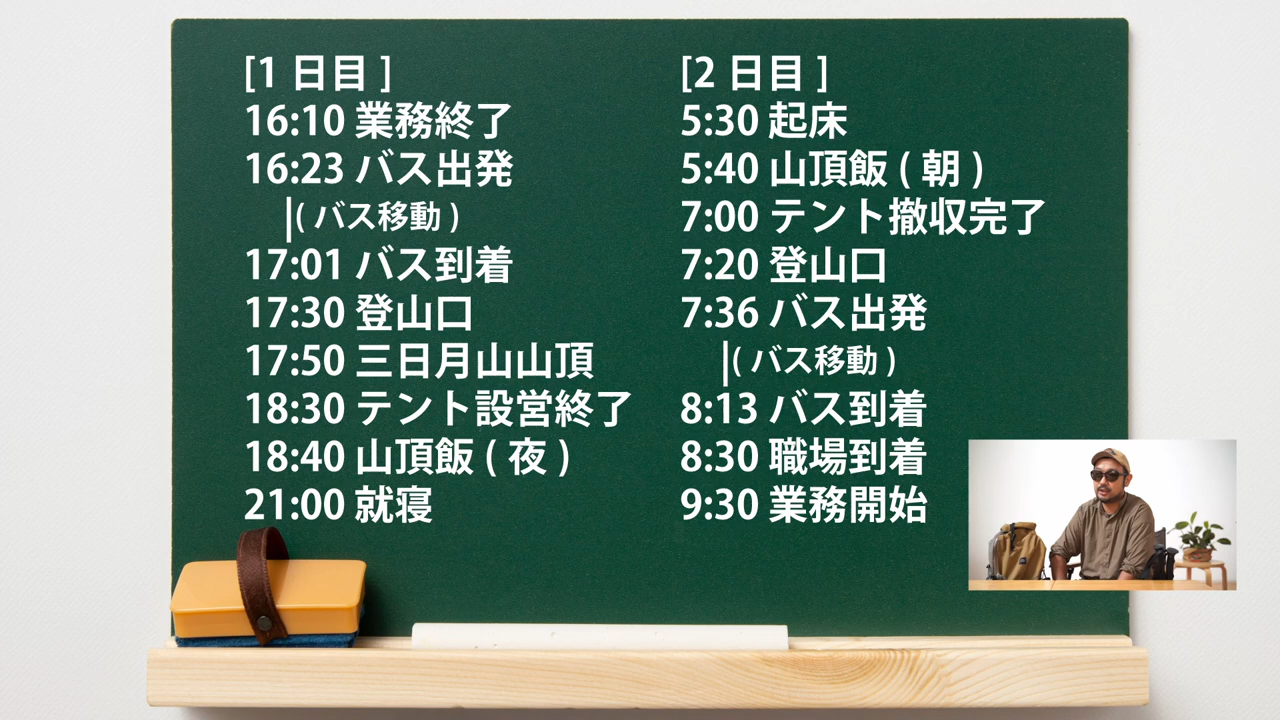 [1 日目 ]
16:10 業務終了
16:23 バス出発
|( バス移動 )
17:01 バス到着
17:30 登山口
17:50 三日月山山頂
18:30 テント設営終了
18:40 山頂飯 ( 夜 )
21:00 就寝
[2 日目 ]
5:30 起床
5:40 山頂飯 ( 朝 )
7:00 テント撤収完了
7:20 登山口
7:36 バス出発
|( バス移動 )
8:13 バス到着
8:30 職場到着
9:30 業務開始